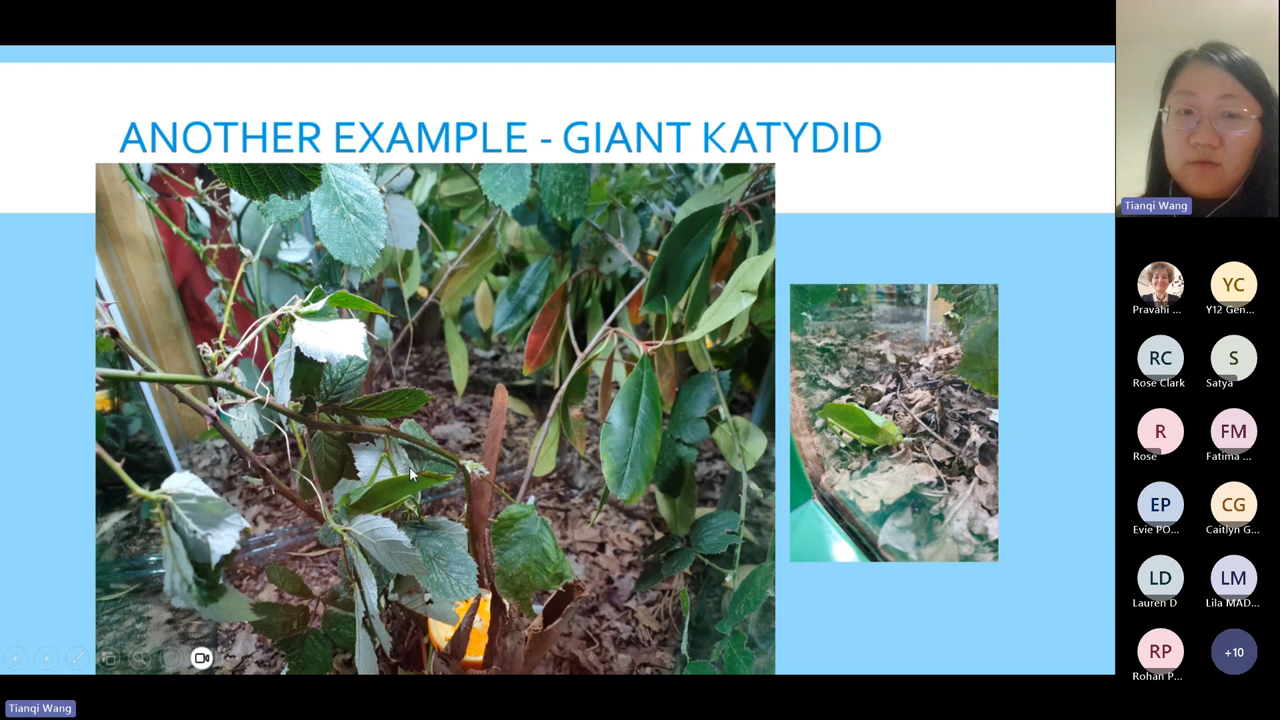 ANOTHER EXAMPLE - GIANT KATYDID
Tianqi Wang
Pravahi ...
YC
Y12 Gen...
RC
Rose Clark
S
Satya
R
Rose
FM
Fatima ...
EP
Evie PO...
CG
Caitlyn G...
LD
Lauren D
LM
Lila MAD...
RP
Rohan P...
+10
Tianqi Wang